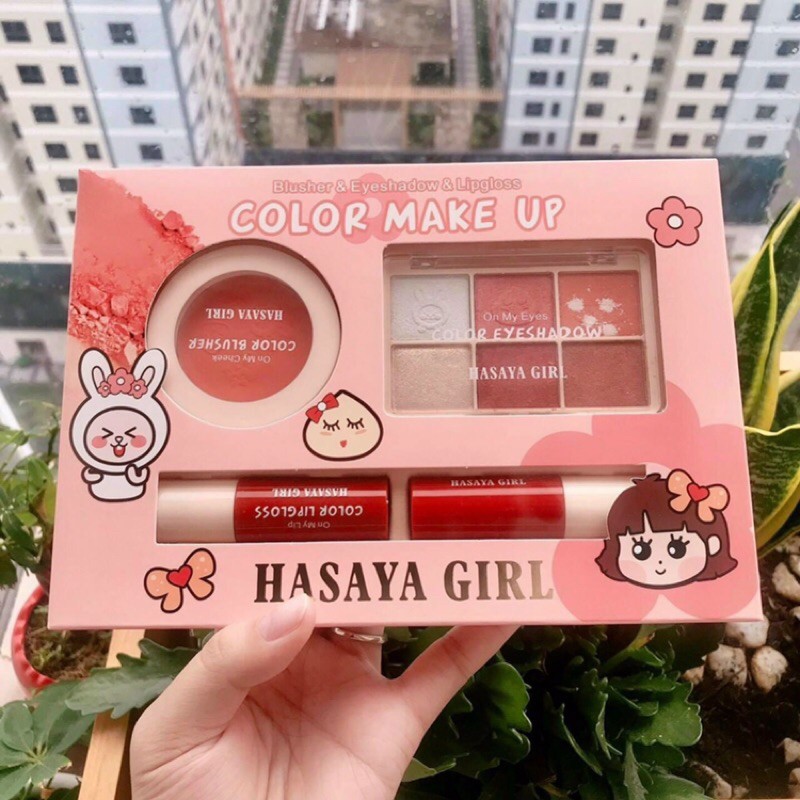 Blusher & Eyeshadow & Lipgloss
COLOR MAKE UP
HASAYA GIRL
COLOR BLUSHER
On My Cheek
On My Eyes
COLOR EYESHADOW
HASAYA GIRL
HASAYA GIRL
COLOR LIPGLOSS
On My Lip
HASAYA GIRL
HASAYA GIRL